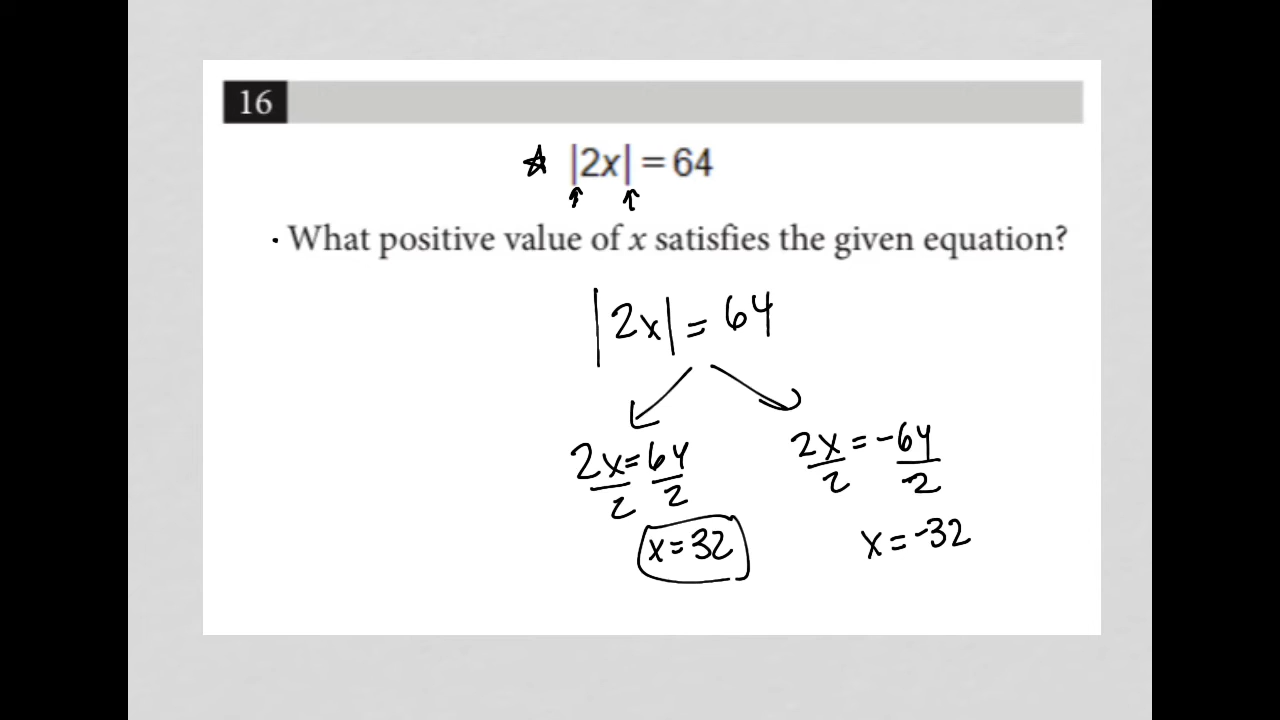 16
☆ |2x| = 64
↑ ↑
· What positive value of x satisfies the given equation?
|2x| = 64
2x = 64 2x = -64
2 2 2 2
x = 32 x = -32